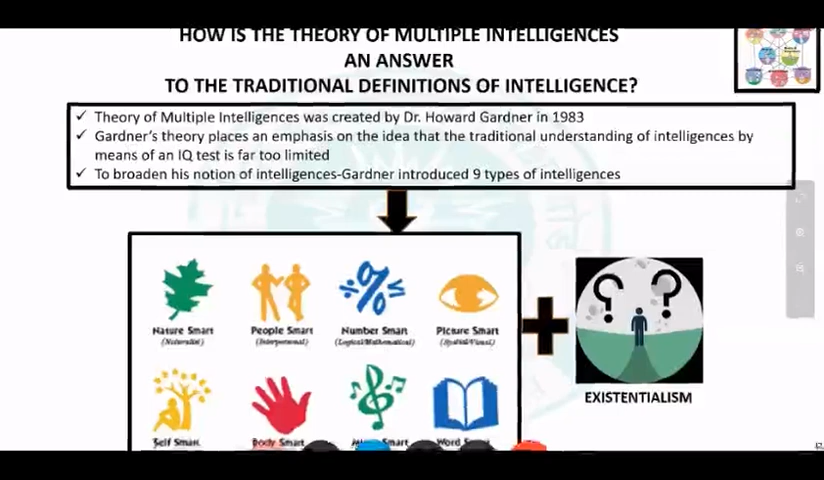 HOW IS THE THEORY OF MULTIPLE INTELLIGENCES
AN ANSWER
TO THE TRADITIONAL DEFINITIONS OF INTELLIGENCE?
✓ Theory of Multiple Intelligences was created by Dr. Howard Gardner in 1983
✓ Gardner's theory places an emphasis on the idea that the traditional understanding of intelligences by
means of an IQ test is far too limited
✓ To broaden his notion of intelligences-Gardner introduced 9 types of intelligences
Nature Smart People Smart Number Smart Picture Smart
(Naturalist) (Interpersonal) (Logical/Mathematical) (Spatial/Visual)
EXISTENTIALISM
Self Smart Body Smart Smart Word